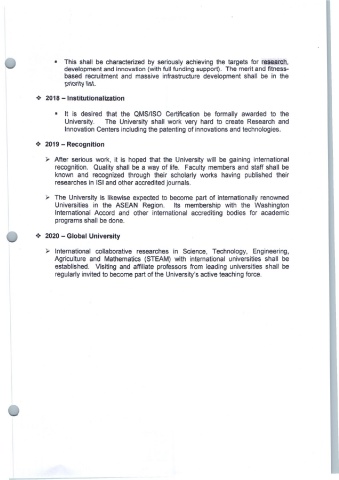 ▪ This shall be characterized by seriously achieving the targets for research,
development and innovation (with full funding support). The merit and fitness-
based recruitment and massive infrastructure development shall be in the
priority list.
❖ 2018 – Institutionalization
▪ It is desired that the QMS/ISO Certification be formally awarded to the
University. The University shall work very hard to create Research and
Innovation Centers including the patenting of innovations and technologies.
❖ 2019 – Recognition
➢ After serious work, it is hoped that the University will be gaining international
recognition. Quality shall be a way of life. Faculty members and staff shall be
known and recognized through their scholarly works having published their
researches in ISI and other accredited journals.
➢ The University is likewise expected to become part of internationally renowned
Universities in the ASEAN Region. Its membership with the Washington
International Accord and other international accrediting bodies for academic
programs shall be done.
❖ 2020 – Global University
➢ International collaborative researches in Science, Technology, Engineering,
Agriculture and Mathematics (STEAM) with international universities shall be
established. Visiting and affiliate professors from leading universities shall be
regularly invited to become part of the University's active teaching force.